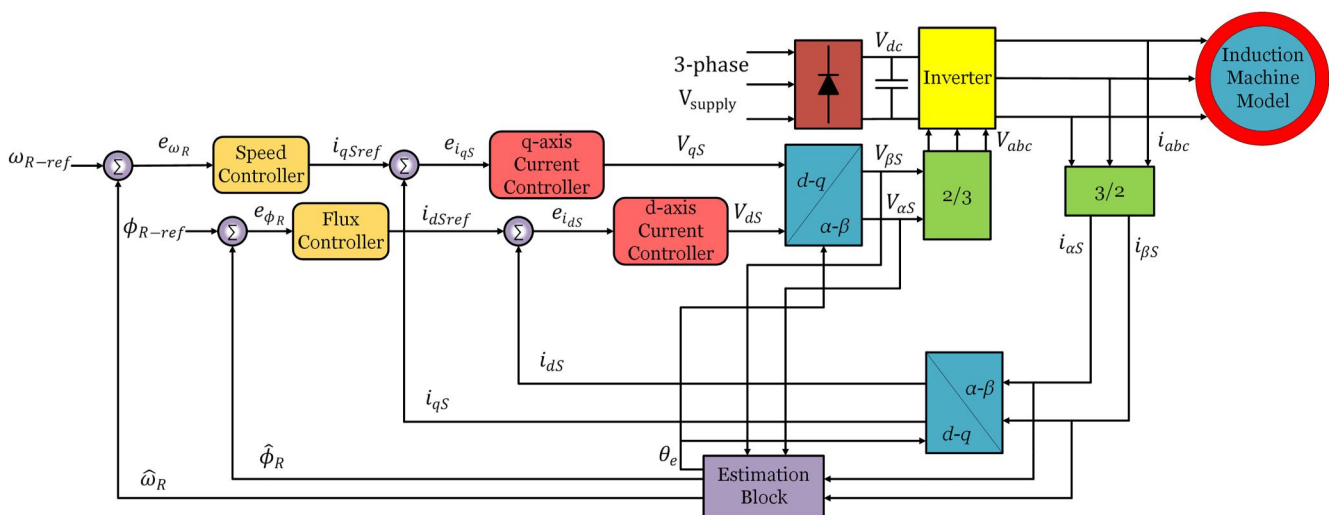 3-phase
V_supply
V_dc
Inverter
Induction
Machine
Model
ω_R−ref
Σ
e_ω_R
Speed
Controller
i_qSref
Σ
e_i_qS
q-axis
Current
Controller
V_qS
d-q
α-β
V_βS
V_αS
2/3
V_abc
3/2
i_abc
ϕ_R−ref
Σ
e_ϕ_R
Flux
Controller
i_dSref
Σ
e_i_dS
d-axis
Current
Controller
V_dS
i_αS
i_βS
i_dS
i_qS
α-β
d-q
θ_e
ϕ̂_R
ω̂_R
Estimation
Block